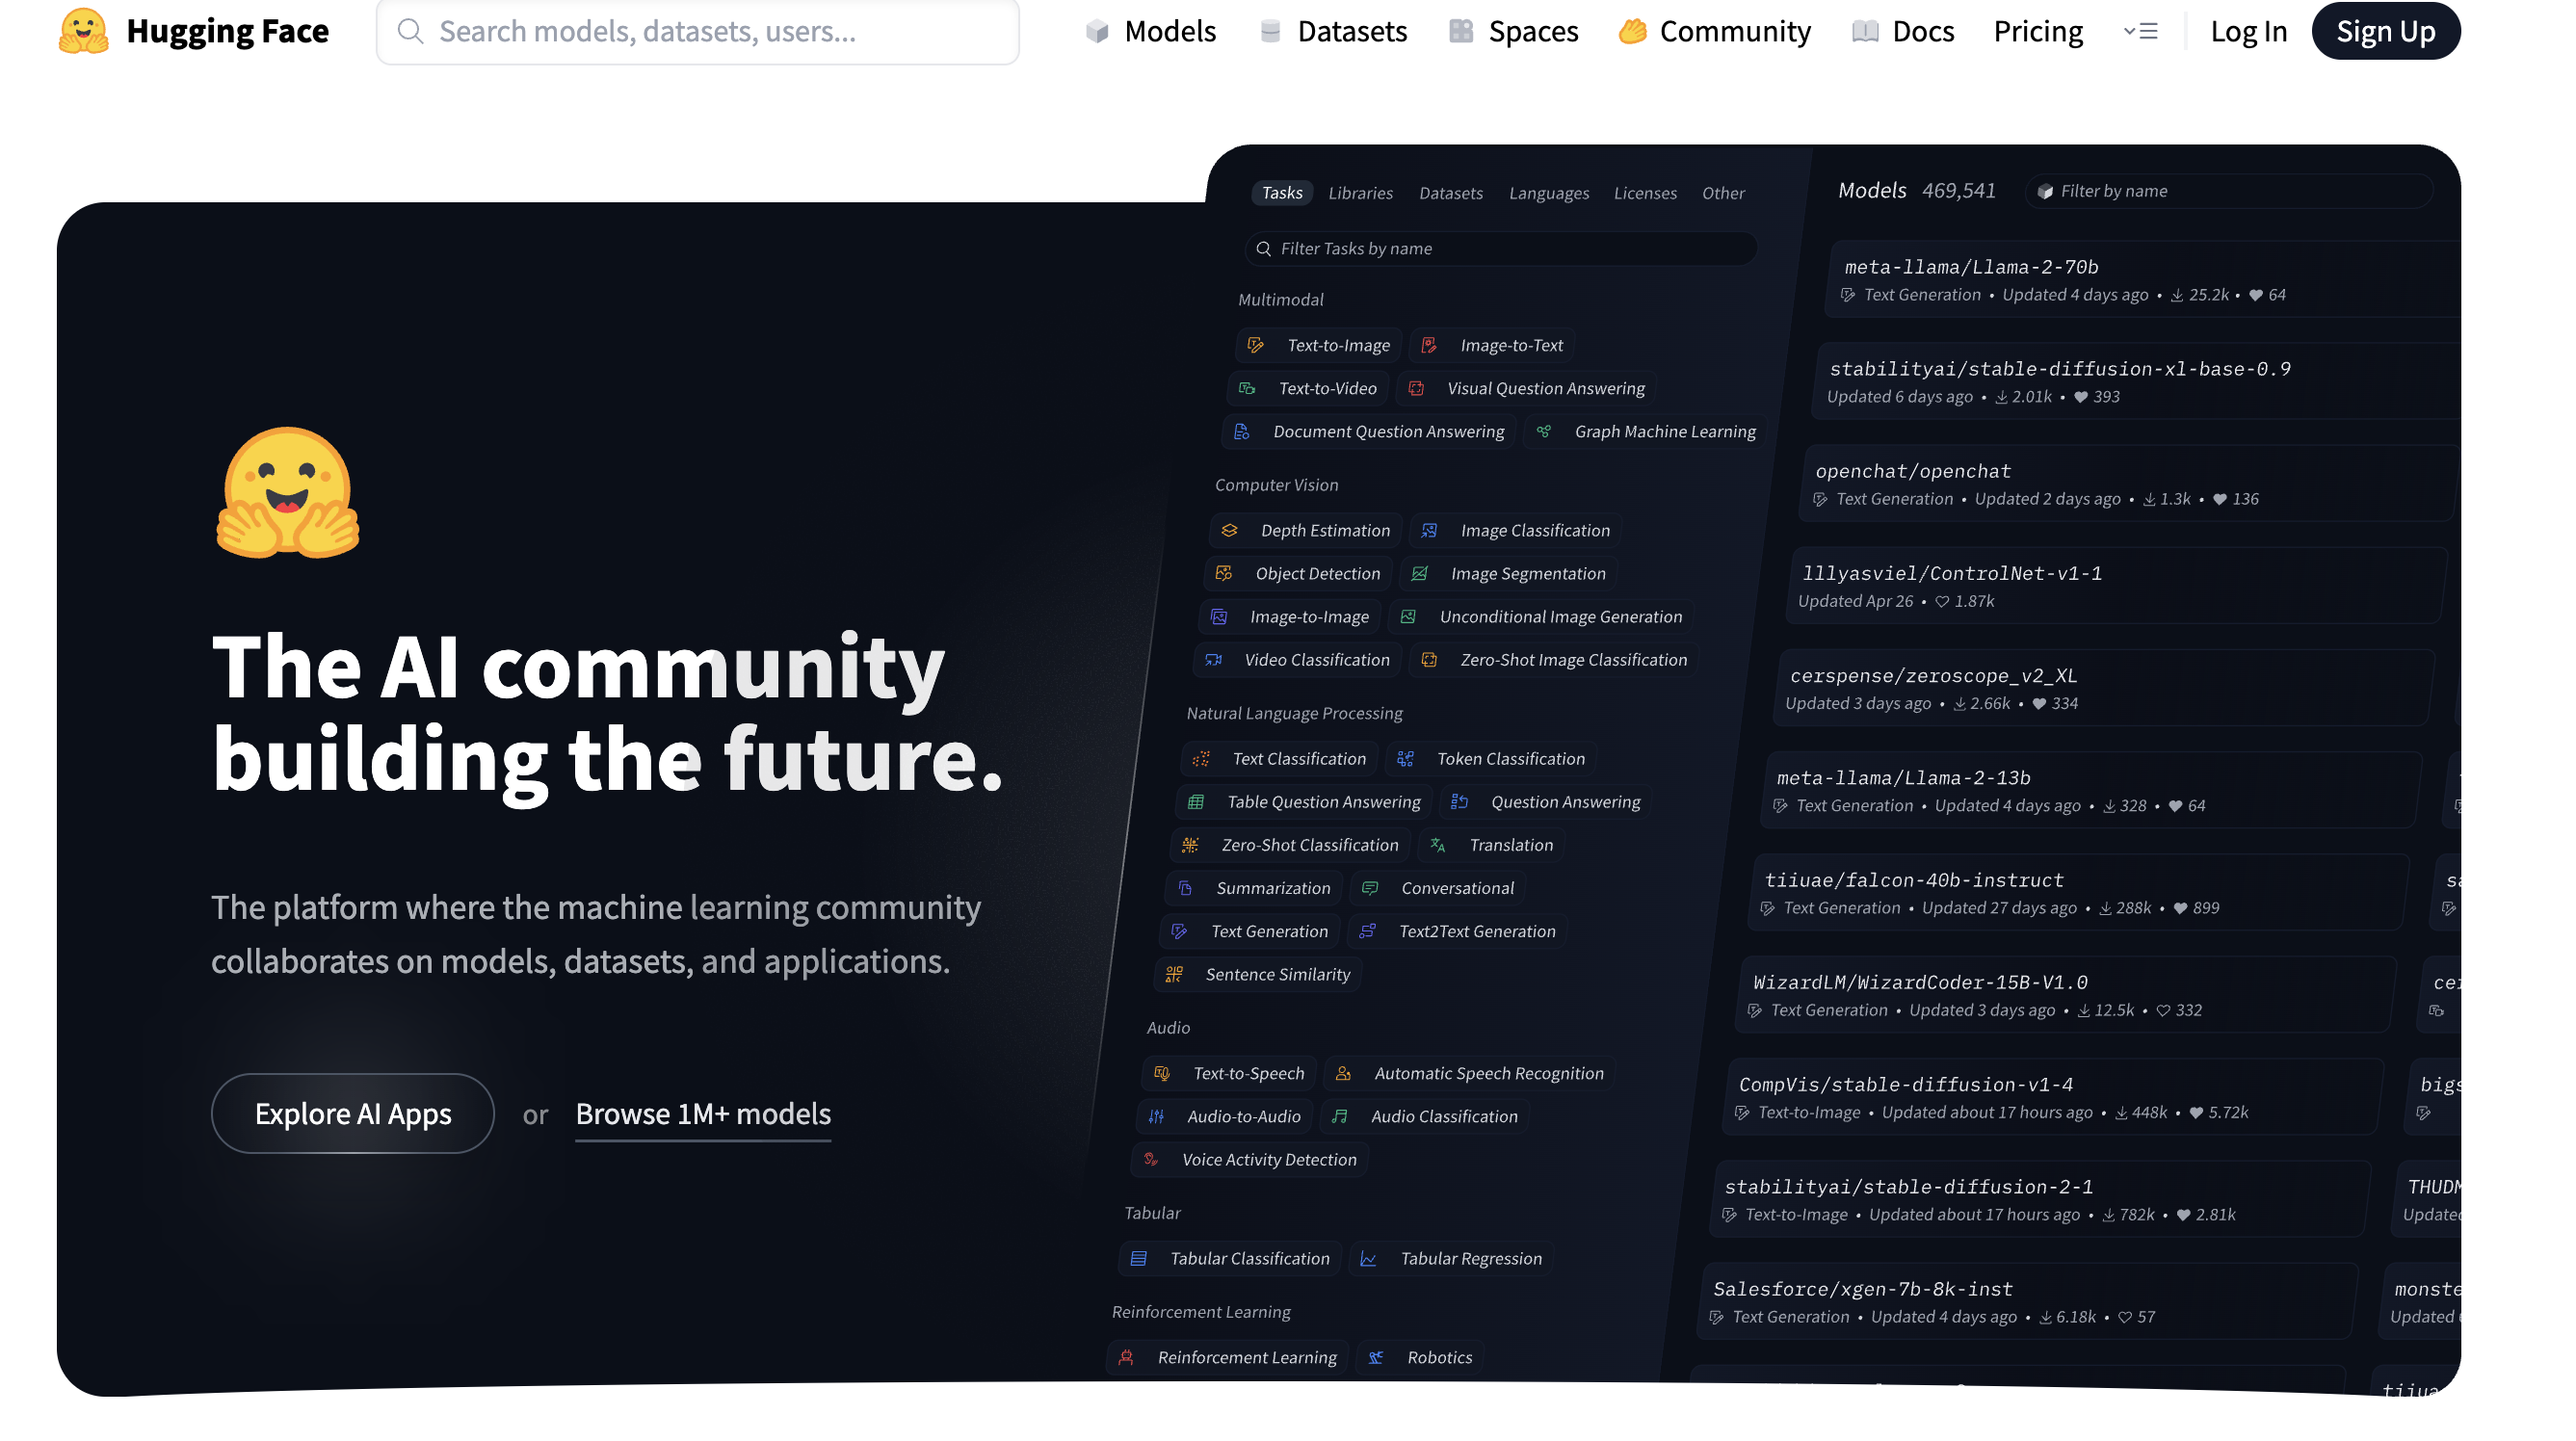 Hugging Face
Search models, datasets, users...
Models
Datasets
Spaces
Community
Docs
Pricing
Log In
Sign Up
The AI community
building the future.
The platform where the machine learning community
collaborates on models, datasets, and applications.
Explore AI Apps or Browse 1M+ models
Tasks Libraries Datasets Languages Licenses Other
Filter Tasks by name
Multimodal
Text-to-Image Image-to-Text
Text-to-Video Visual Question Answering
Document Question Answering Graph Machine Learning
Computer Vision
Depth Estimation Image Classification
Object Detection Image Segmentation
Image-to-Image Unconditional Image Generation
Video Classification Zero-Shot Image Classification
Natural Language Processing
Text Classification Token Classification
Table Question Answering Question Answering
Zero-Shot Classification Translation
Summarization Conversational
Text Generation Text2Text Generation
Sentence Similarity
Audio
Text-to-Speech Automatic Speech Recognition
Audio-to-Audio Audio Classification
Voice Activity Detection
Tabular
Tabular Classification Tabular Regression
Reinforcement Learning
Reinforcement Learning Robotics
Models 469,541 Filter by name
meta-llama/Llama-2-70b
Text Generation • Updated 4 days ago • 25.2k • 64
stabilityai/stable-diffusion-xl-base-0.9
Updated 6 days ago • 2.01k • 393
openchat/openchat
Text Generation • Updated 2 days ago • 1.3k • 136
lllyasviel/ControlNet-v1-1
Updated Apr 26 • 1.87k
cerspense/zeroscope_v2_XL
Updated 3 days ago • 2.66k • 334
meta-llama/Llama-2-13b
Text Generation • Updated 4 days ago • 328 • 64
tiiuae/falcon-40b-instruct
Text Generation • Updated 27 days ago • 288k • 899
WizardLM/WizardCoder-15B-V1.0
Text Generation • Updated 3 days ago • 12.5k • 332
CompVis/stable-diffusion-v1-4
Text-to-Image • Updated about 17 hours ago • 448k • 5.72k
stabilityai/stable-diffusion-2-1
Text-to-Image • Updated about 17 hours ago • 782k • 2.81k
Salesforce/xgen-7b-8k-inst
Text Generation • Updated 4 days ago • 6.18k • 57
THUDM
Updated
monste
Updated